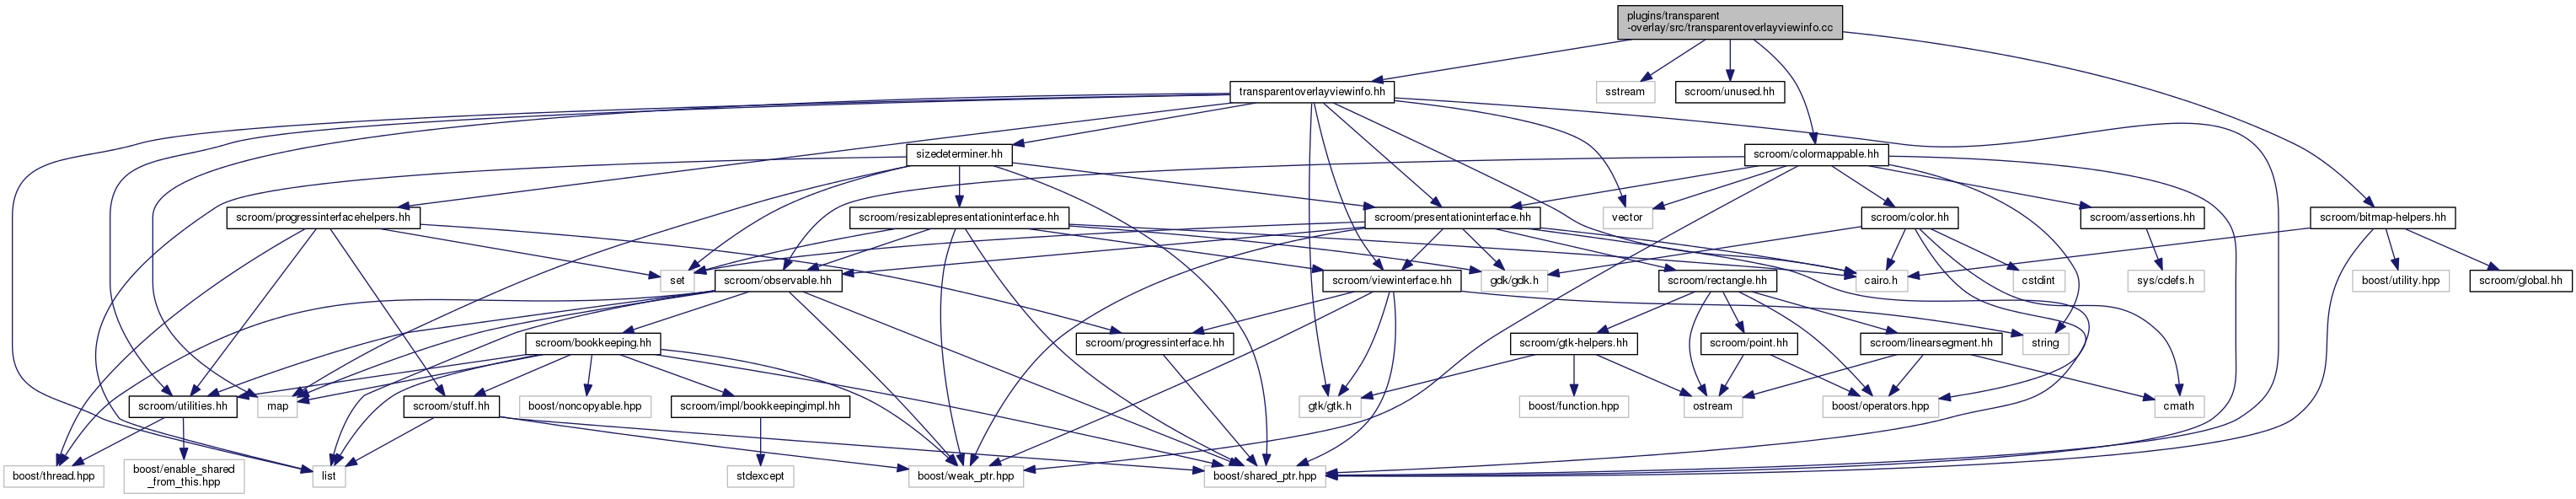 plugins/transparent
-overlay/src/transparentoverlayviewinfo.cc
transparentoverlayviewinfo.hh
sstream
scroom/unused.hh
sizedeterminer.hh
scroom/colormappable.hh
scroom/progressinterfacehelpers.hh
scroom/resizablepresentationinterface.hh
scroom/presentationinterface.hh
vector
scroom/color.hh
scroom/assertions.hh
scroom/bitmap-helpers.hh
set
scroom/observable.hh
scroom/viewinterface.hh
gdk/gdk.h
scroom/rectangle.hh
cairo.h
cstdint
sys/cdefs.h
boost/utility.hpp
scroom/global.hh
scroom/bookkeeping.hh
scroom/progressinterface.hh
scroom/gtk-helpers.hh
scroom/point.hh
scroom/linearsegment.hh
string
scroom/utilities.hh
map
scroom/stuff.hh
boost/noncopyable.hpp
scroom/impl/bookkeepingimpl.hh
gtk/gtk.h
boost/function.hpp
ostream
boost/operators.hpp
cmath
boost/thread.hpp
boost/enable_shared
_from_this.hpp
list
stdexcept
boost/weak_ptr.hpp
boost/shared_ptr.hpp